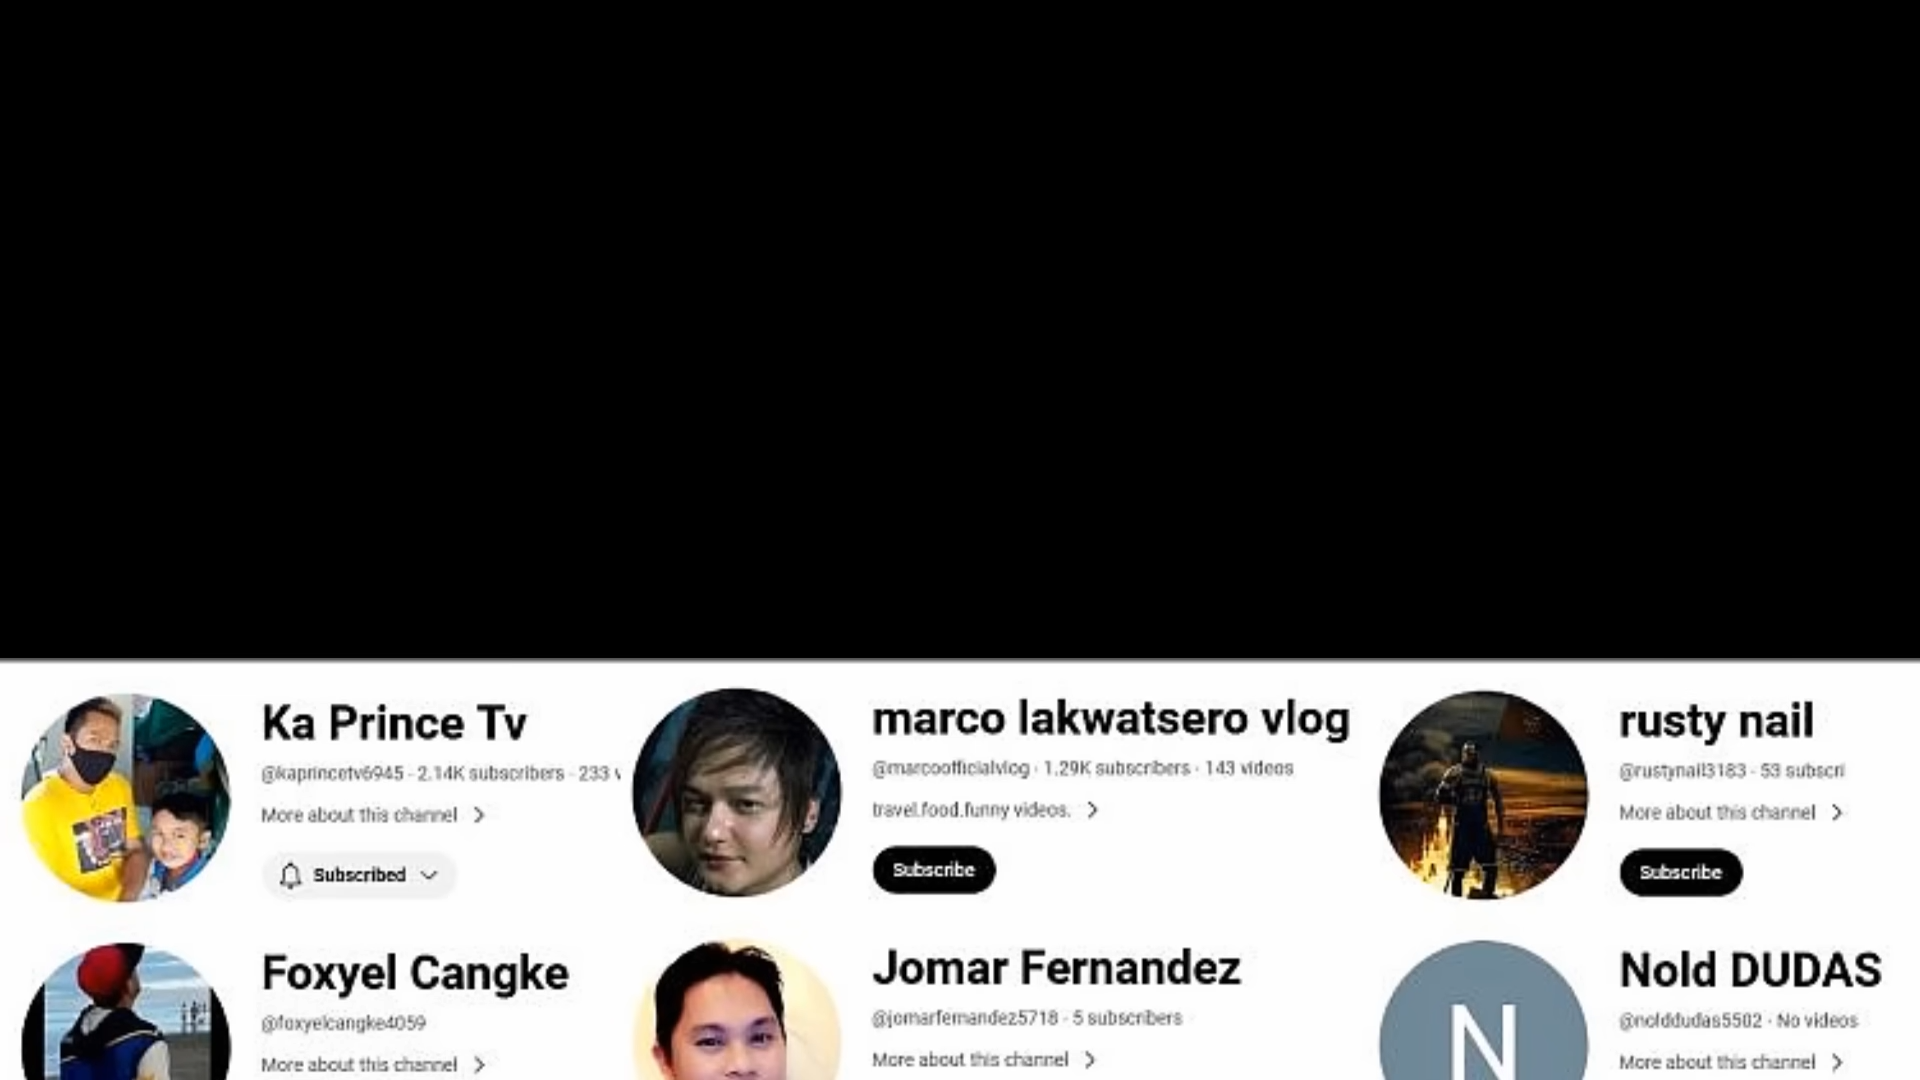 Ka Prince Tv
@kaprincetv6945 · 2.14K subscribers · 233
More about this channel
Subscribed
marco lakwatsero vlog
@marcoofficialvlog · 1.29K subscribers · 143 videos
travel.food.funny videos.
Subscribe
rusty nail
@rustynail3183 · 53 subscri
More about this channel
Subscribe
Foxyel Cangke
@foxyelcangke4059
More about this channel
Jomar Fernandez
@jomarfernandez5718 · 5 subscribers
More about this channel
N
Nold DUDAS
@nolddudas5502 · No videos
More about this channel